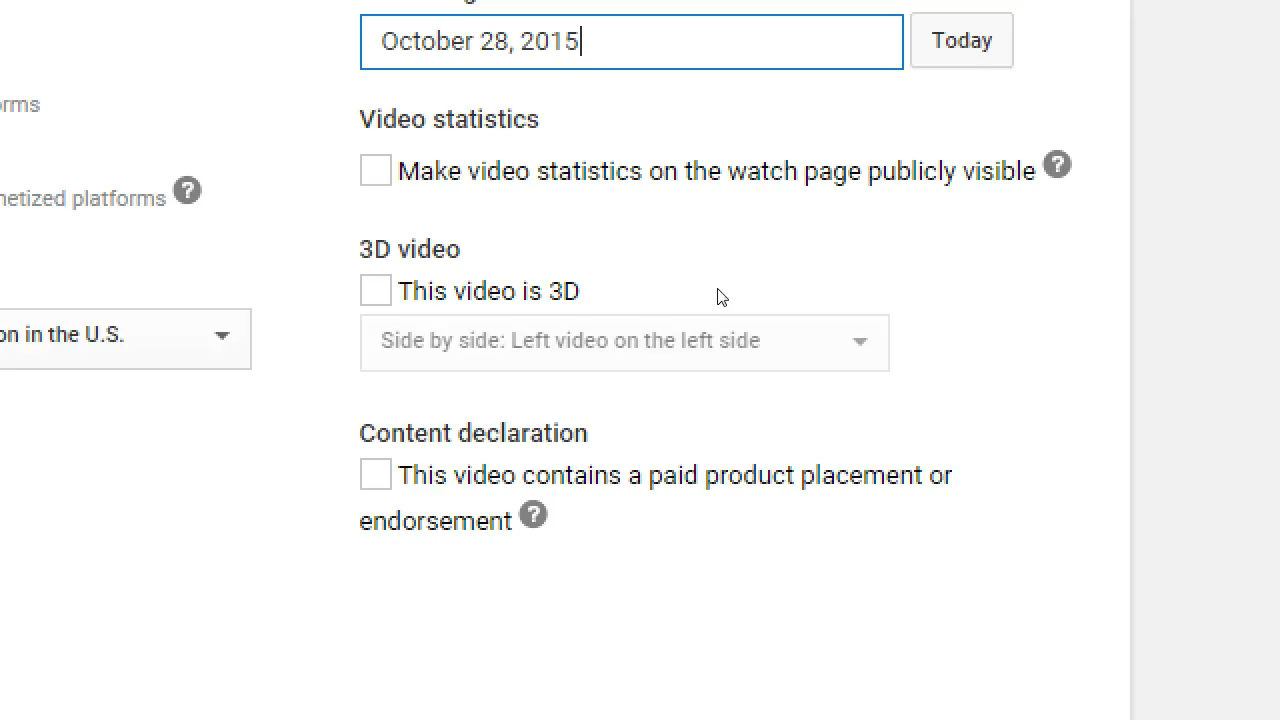 October 28, 2015
Today
orms
Video statistics
Make video statistics on the watch page publicly visible ?
netized platforms ?
3D video
This video is 3D
on in the U.S.
Side by side: Left video on the left side
Content declaration
This video contains a paid product placement or
endorsement ?